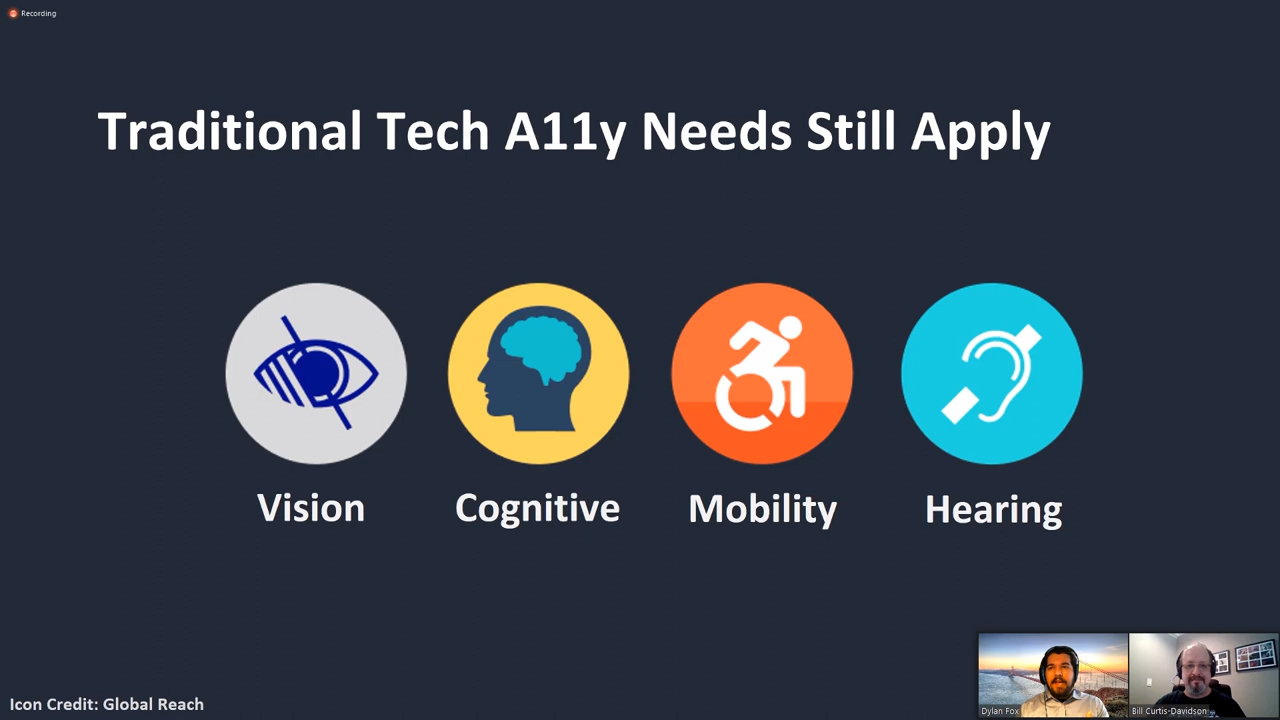 Recording
Traditional Tech A11y Needs Still Apply
Vision
Cognitive
Mobility
Hearing
Icon Credit: Global Reach
Dylan Fox
Bill Curtis-Davidson